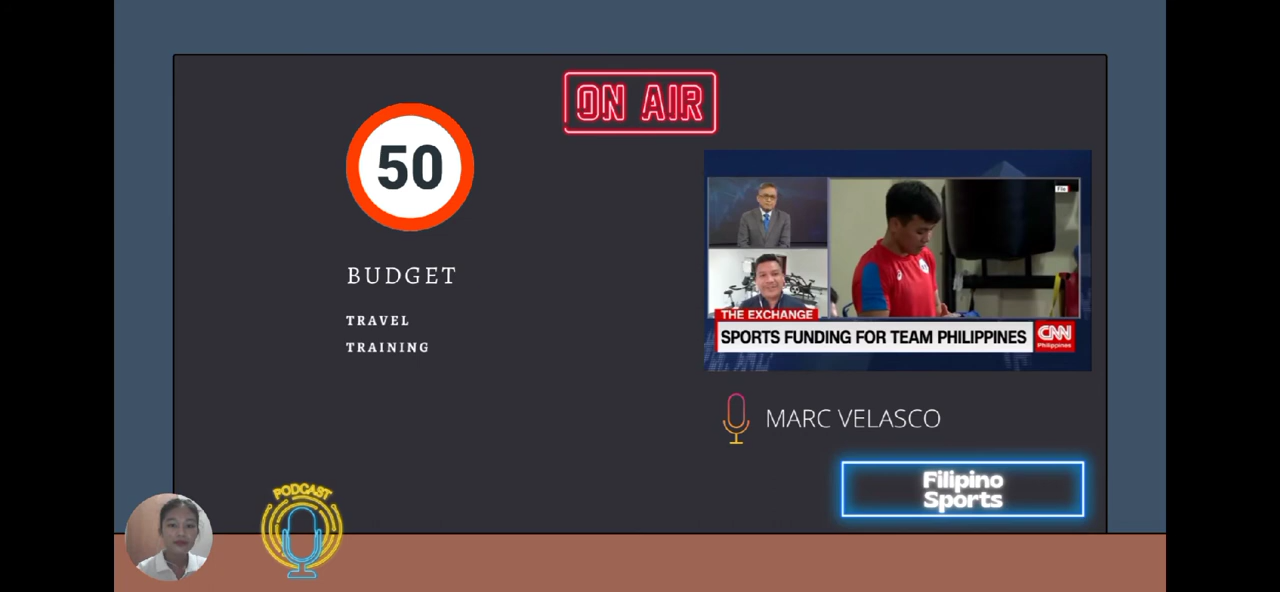 ON AIR
50
BUDGET
TRAVEL
TRAINING
THE EXCHANGE
SPORTS FUNDING FOR TEAM PHILIPPINES
CNN
Philippines
MARC VELASCO
Filipino
Sports
PODCAST